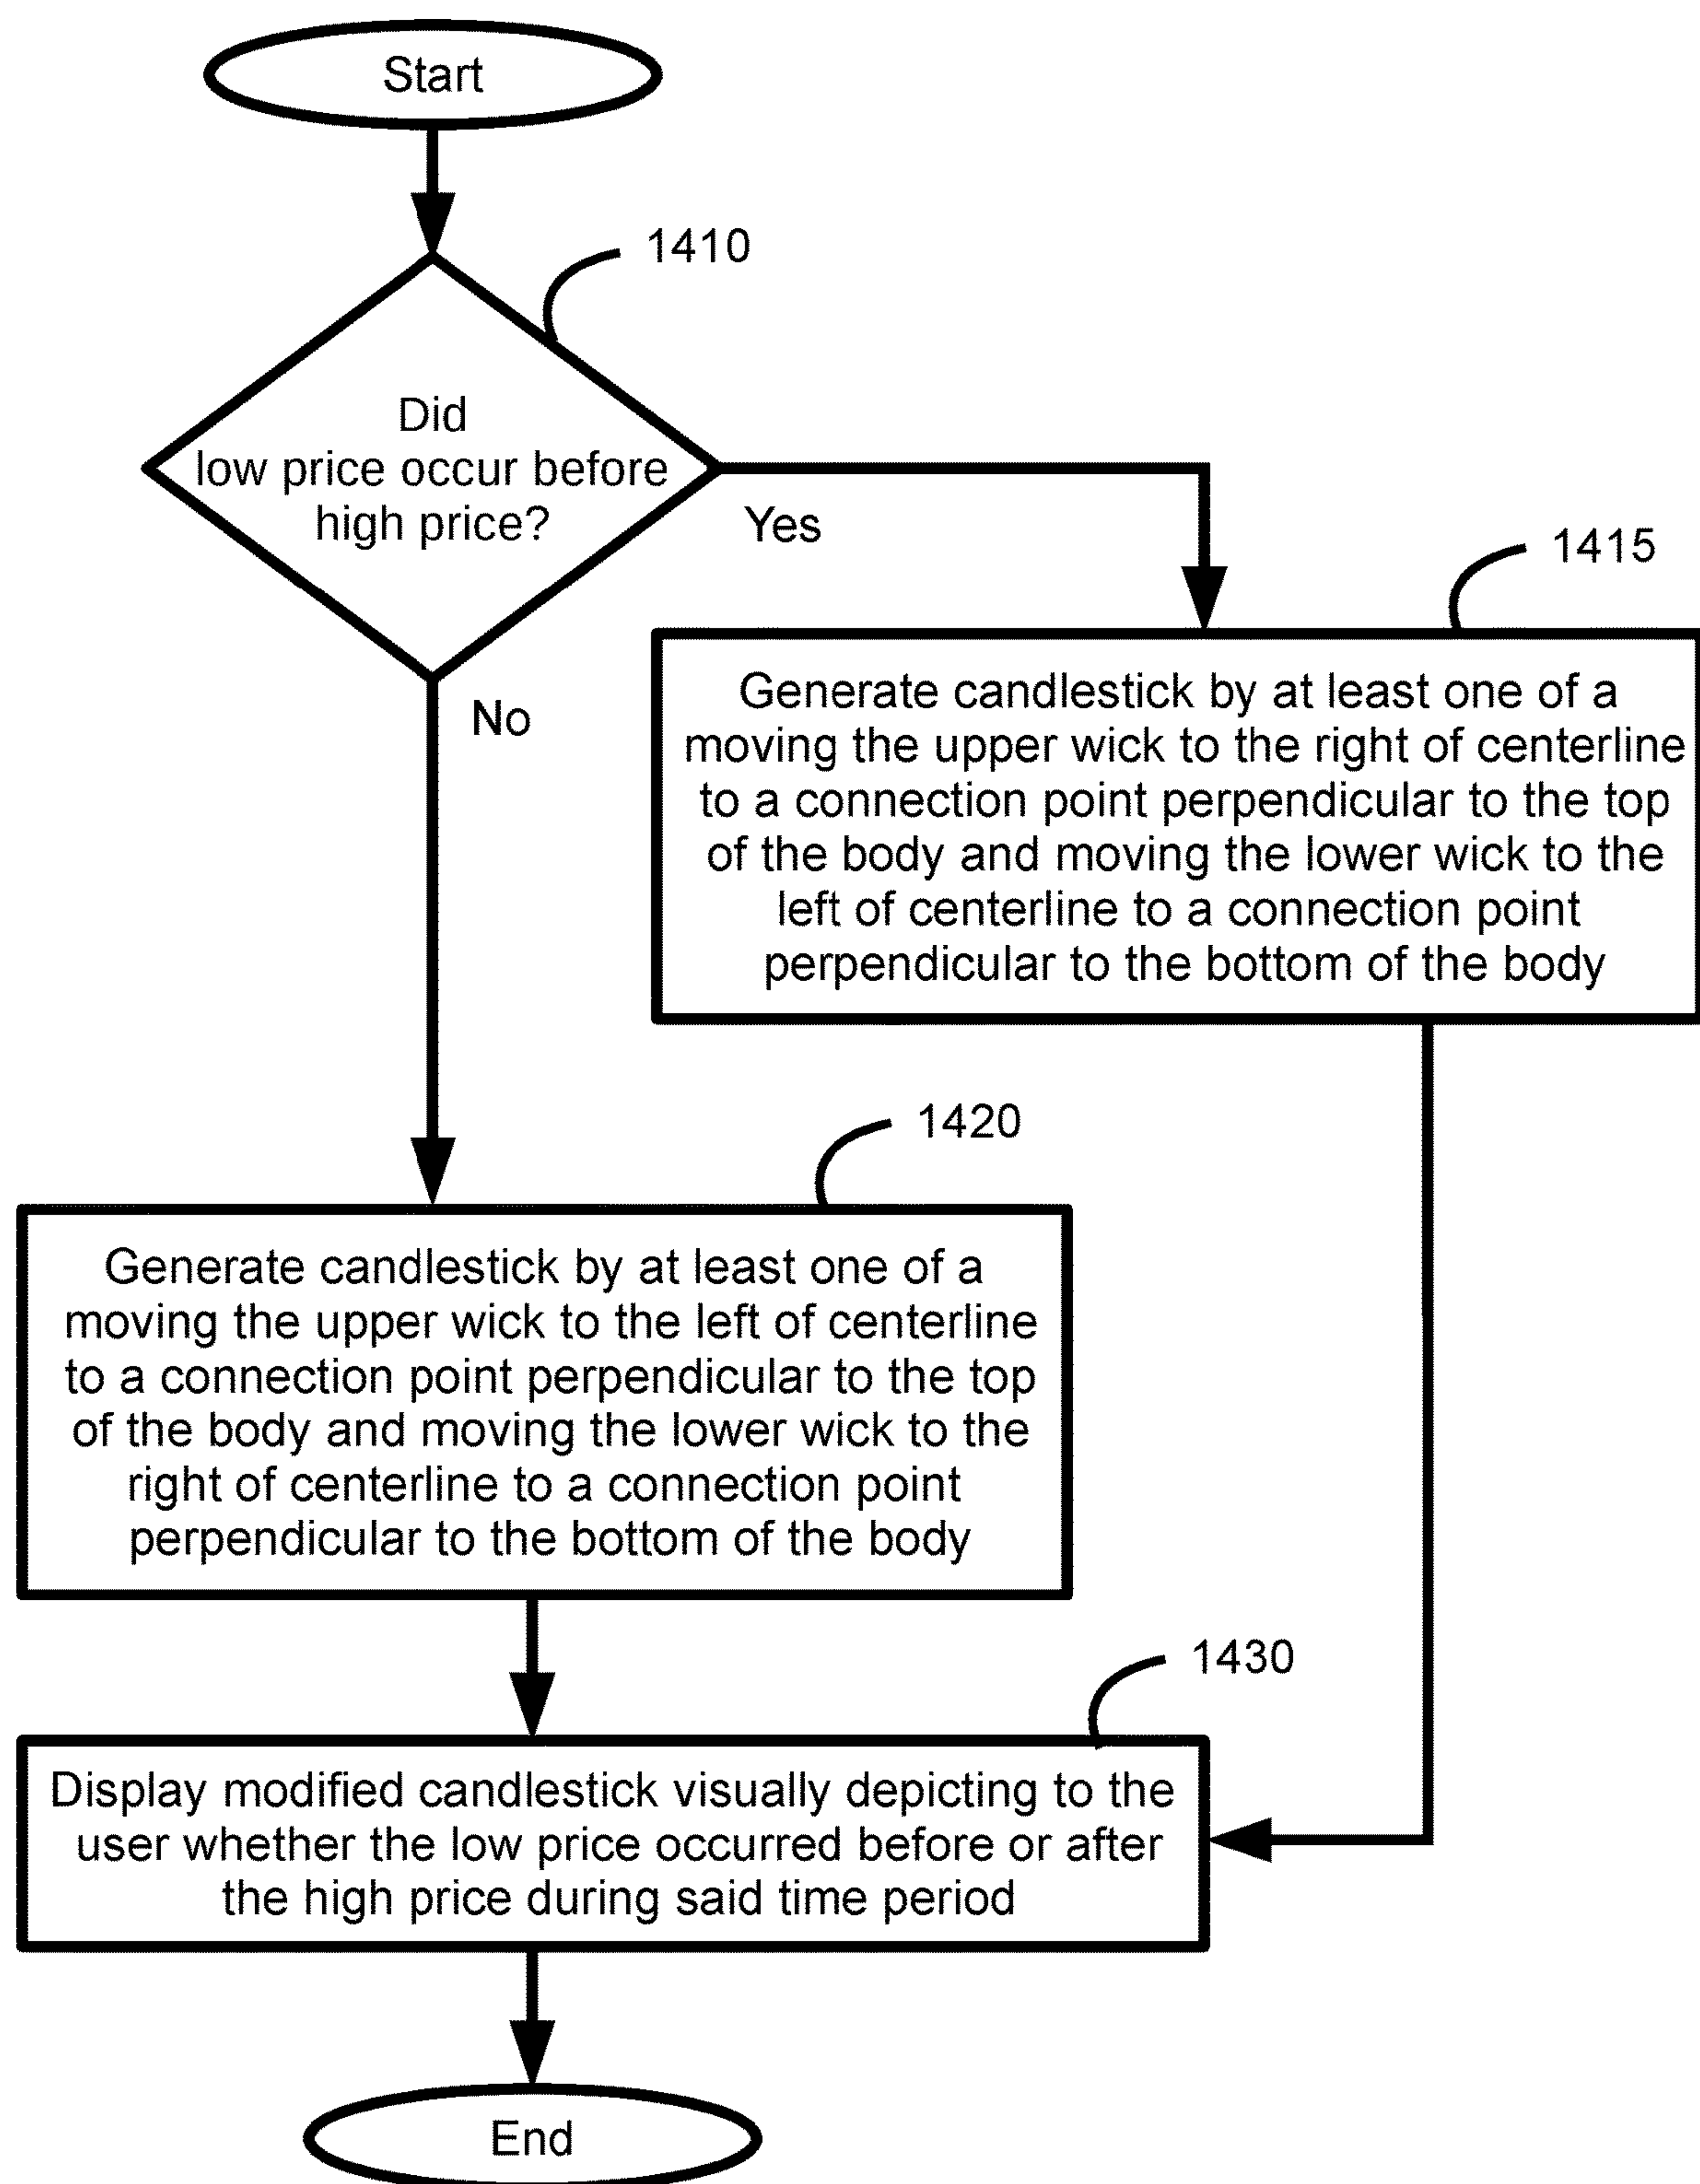 Start
1410
Did
low price occur before
high price?
Yes
No
1415
Generate candlestick by at least one of a
moving the upper wick to the right of centerline
to a connection point perpendicular to the top
of the body and moving the lower wick to the
left of centerline to a connection point
perpendicular to the bottom of the body
1420
Generate candlestick by at least one of a
moving the upper wick to the left of centerline
to a connection point perpendicular to the top
of the body and moving the lower wick to the
right of centerline to a connection point
perpendicular to the bottom of the body
1430
Display modified candlestick visually depicting to the
user whether the low price occurred before or after
the high price during said time period
End